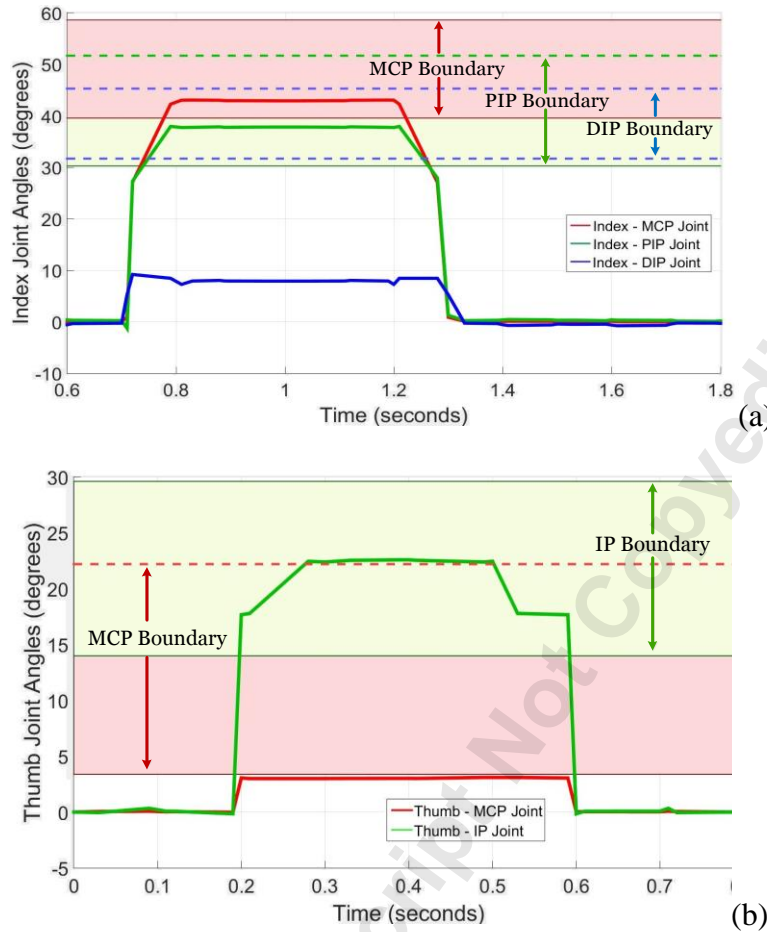 60
50
40
30
20
10
0
-10
Index Joint Angles (degrees)
MCP Boundary
PIP Boundary
DIP Boundary
Index - MCP Joint
Index - PIP Joint
Index - DIP Joint
0.6 0.8 1 1.2 1.4 1.6 1.8
Time (seconds)
(a)
30
25
20
15
10
5
0
-5
Thumb Joint Angles (degrees)
IP Boundary
MCP Boundary
Thumb - MCP Joint
Thumb - IP Joint
0 0.1 0.2 0.3 0.4 0.5 0.6 0.7
Time (seconds)
(b)
Not